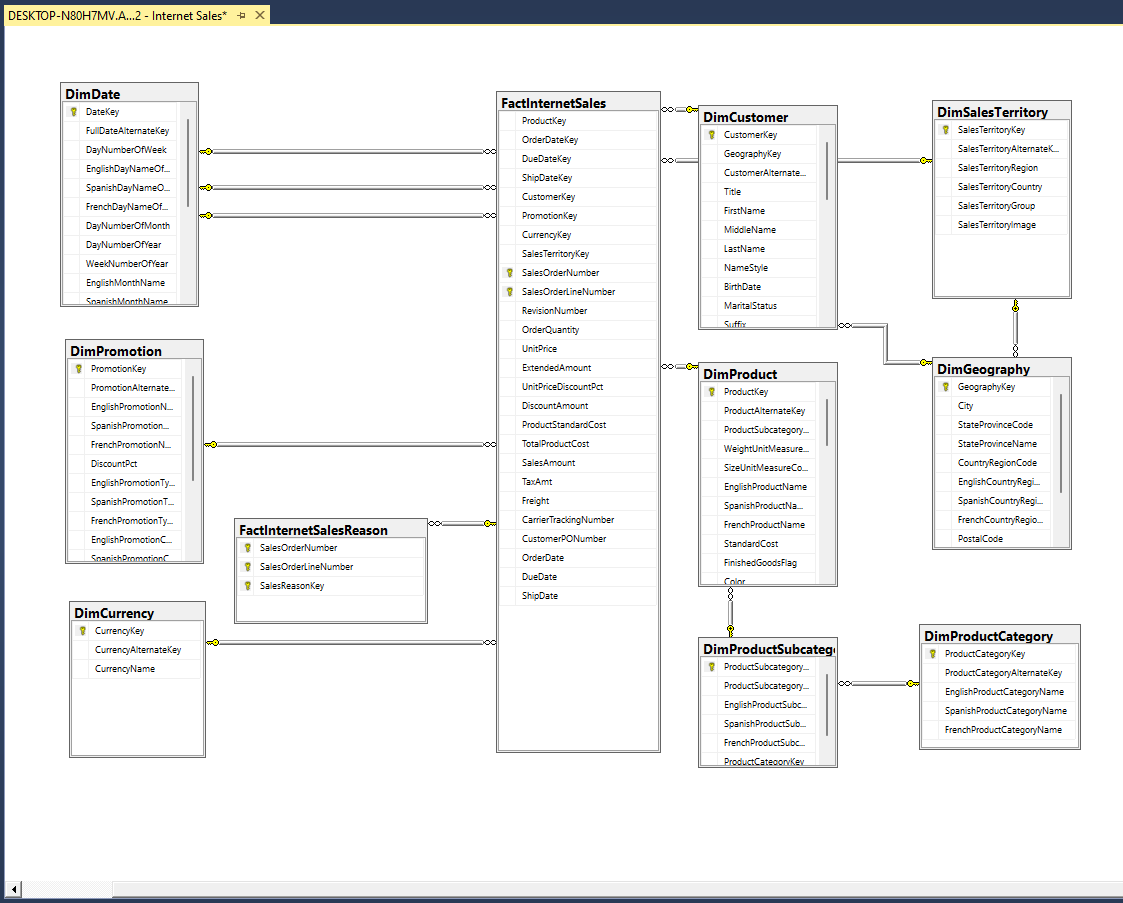 DESKTOP-N80H7MV.A...2 - Internet Sales*
DimDate
DateKey
FullDateAlternateKey
DayNumberOfWeek
EnglishDayNameOf...
SpanishDayNameO...
FrenchDayNameOf...
DayNumberOfMonth
DayNumberOfYear
WeekNumberOfYear
EnglishMonthName
SpanishMonthName
DimPromotion
PromotionKey
PromotionAlternate...
EnglishPromotionN...
SpanishPromotion...
FrenchPromotionN...
DiscountPct
EnglishPromotionTy...
SpanishPromotionT...
FrenchPromotionTy...
EnglishPromotionC...
SpanishPromotionC
DimCurrency
CurrencyKey
CurrencyAlternateKey
CurrencyName
FactInternetSalesReason
SalesOrderNumber
SalesOrderLineNumber
SalesReasonKey
FactInternetSales
ProductKey
OrderDateKey
DueDateKey
ShipDateKey
CustomerKey
PromotionKey
CurrencyKey
SalesTerritoryKey
SalesOrderNumber
SalesOrderLineNumber
RevisionNumber
OrderQuantity
UnitPrice
ExtendedAmount
UnitPriceDiscountPct
DiscountAmount
ProductStandardCost
TotalProductCost
SalesAmount
TaxAmt
Freight
CarrierTrackingNumber
CustomerPONumber
OrderDate
DueDate
ShipDate
DimCustomer
CustomerKey
GeographyKey
CustomerAlternate...
Title
FirstName
MiddleName
LastName
NameStyle
BirthDate
MaritalStatus
Suffix
DimProduct
ProductKey
ProductAlternateKey
ProductSubcategory...
WeightUnitMeasure...
SizeUnitMeasureCo...
EnglishProductName
SpanishProductNa...
FrenchProductName
StandardCost
FinishedGoodsFlag
Color
DimProductSubcateg
ProductSubcategory...
ProductSubcategory...
EnglishProductSubc...
SpanishProductSub...
FrenchProductSubc...
ProductCategoryKey
DimSalesTerritory
SalesTerritoryKey
SalesTerritoryAlternateK...
SalesTerritoryRegion
SalesTerritoryCountry
SalesTerritoryGroup
SalesTerritoryImage
DimGeography
GeographyKey
City
StateProvinceCode
StateProvinceName
CountryRegionCode
EnglishCountryRegi...
SpanishCountryRegi...
FrenchCountryRegio...
PostalCode
DimProductCategory
ProductCategoryKey
ProductCategoryAlternateKey
EnglishProductCategoryName
SpanishProductCategoryName
FrenchProductCategoryName